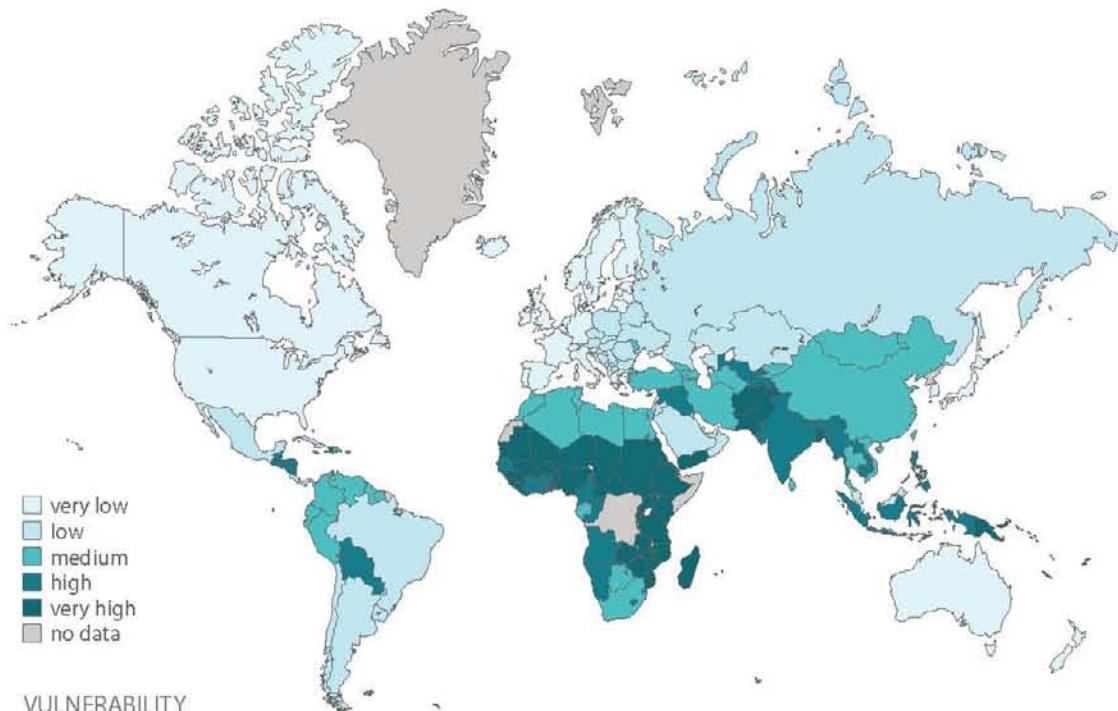 very low
low
medium
high
very high
no data
VULNERABILITY